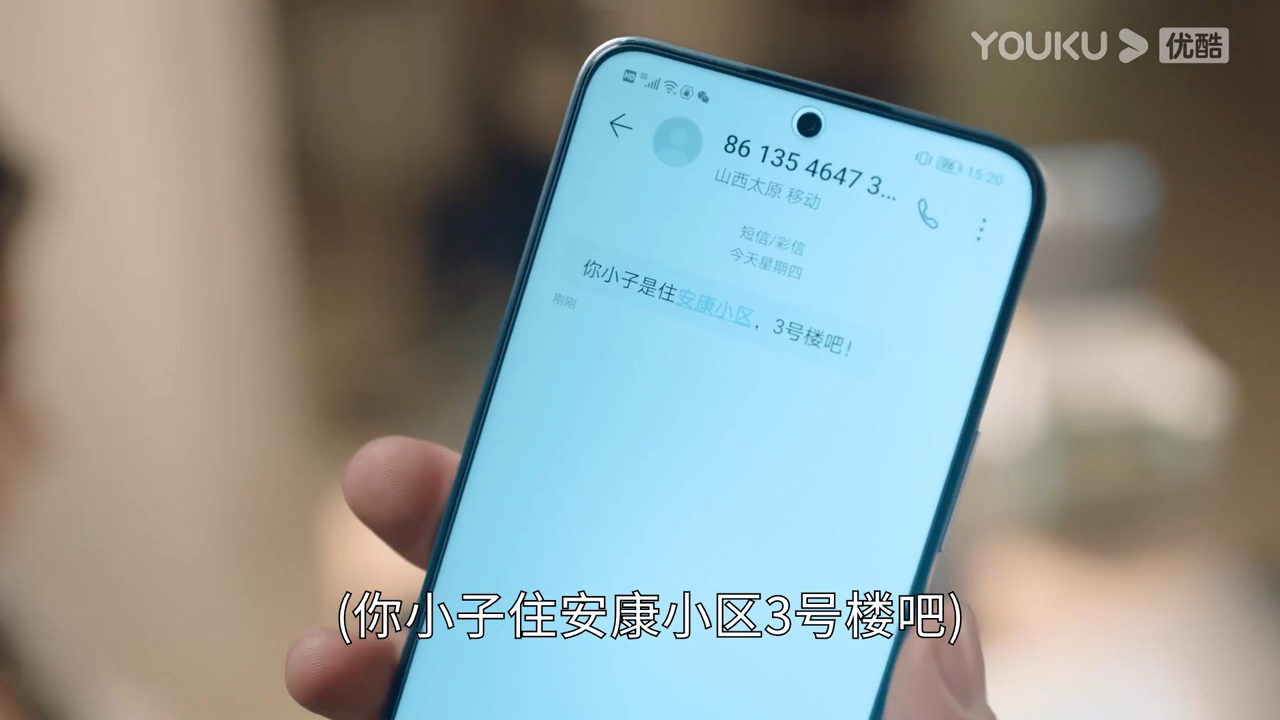 YOUKU 优酷
HD 5G
15:20
86 135 4647 3...
山西太原 移动
短信/彩信
今天星期四
你小子是住安康小区，3号楼吧！
刚刚
(你小子住安康小区3号楼吧)